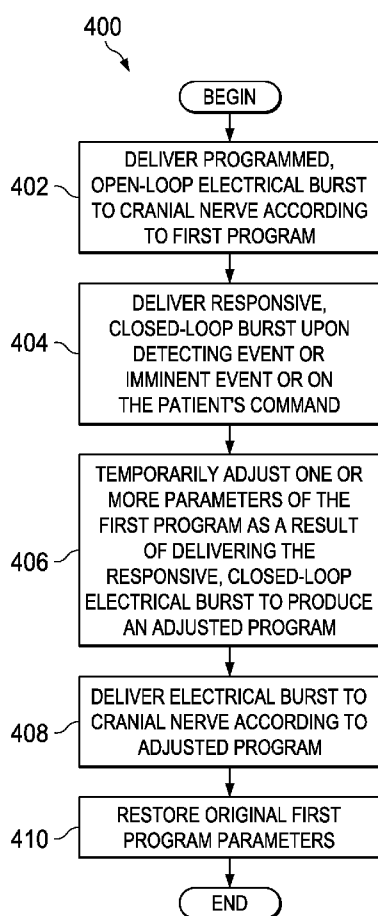 400
BEGIN
402
DELIVER PROGRAMMED,
OPEN-LOOP ELECTRICAL BURST
TO CRANIAL NERVE ACCORDING
TO FIRST PROGRAM
404
DELIVER RESPONSIVE,
CLOSED-LOOP BURST UPON
DETECTING EVENT OR
IMMINENT EVENT OR ON
THE PATIENT'S COMMAND
406
TEMPORARILY ADJUST ONE OR
MORE PARAMETERS OF THE
FIRST PROGRAM AS A RESULT
OF DELIVERING THE
RESPONSIVE, CLOSED-LOOP
ELECTRICAL BURST TO PRODUCE
AN ADJUSTED PROGRAM
408
DELIVER ELECTRICAL BURST TO
CRANIAL NERVE ACCORDING TO
ADJUSTED PROGRAM
410
RESTORE ORIGINAL FIRST
PROGRAM PARAMETERS
END